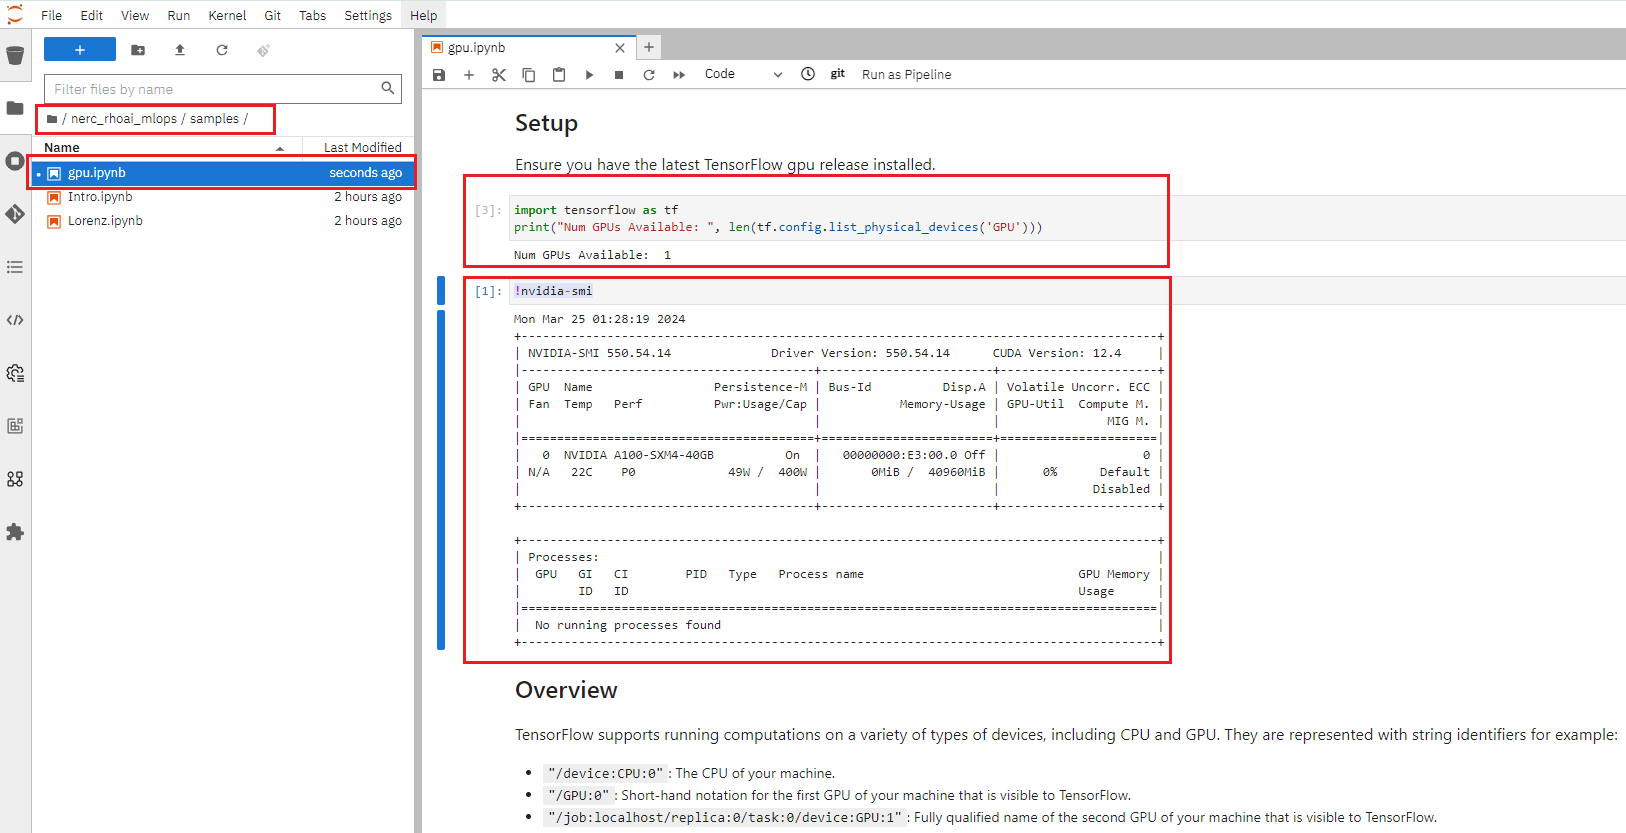 File Edit View Run Kernel Git Tabs Settings Help
+
Filter files by name
/ nerc_rhoai_mlops / samples /
Name Last Modified
gpu.ipynb seconds ago
Intro.ipynb 2 hours ago
Lorenz.ipynb 2 hours ago
gpu.ipynb
Code git Run as Pipeline
Setup
Ensure you have the latest TensorFlow gpu release installed.
[3]: import tensorflow as tf
print("Num GPUs Available: ", len(tf.config.list_physical_devices('GPU')))
Num GPUs Available:  1
[1]: !nvidia-smi
Mon Mar 25 01:28:19 2024
+-----------------------------------------------------------------------------------------+
| NVIDIA-SMI 550.54.14              Driver Version: 550.54.14      CUDA Version: 12.4     |
|-----------------------------------------+------------------------+----------------------+
| GPU  Name                 Persistence-M | Bus-Id          Disp.A | Volatile Uncorr. ECC |
| Fan  Temp   Perf          Pwr:Usage/Cap |           Memory-Usage | GPU-Util  Compute M. |
|                                         |                        |               MIG M. |
|=========================================+========================+======================|
|   0  NVIDIA A100-SXM4-40GB          On  |   00000000:E3:00.0 Off |                    0 |
| N/A   22C    P0             49W /  400W |       0MiB /  40960MiB |      0%      Default |
|                                         |                        |             Disabled |
+-----------------------------------------+------------------------+----------------------+
+-----------------------------------------------------------------------------------------+
| Processes:                                                                              |
|  GPU   GI   CI        PID   Type   Process name                              GPU Memory |
|        ID   ID                                                               Usage      |
|=========================================================================================|
|  No running processes found                                                             |
+-----------------------------------------------------------------------------------------+
Overview
TensorFlow supports running computations on a variety of types of devices, including CPU and GPU. They are represented with string identifiers for example:
• "/device:CPU:0" : The CPU of your machine.
• "/GPU:0" : Short-hand notation for the first GPU of your machine that is visible to TensorFlow.
• "/job:localhost/replica:0/task:0/device:GPU:1" : Fully qualified name of the second GPU of your machine that is visible to TensorFlow.